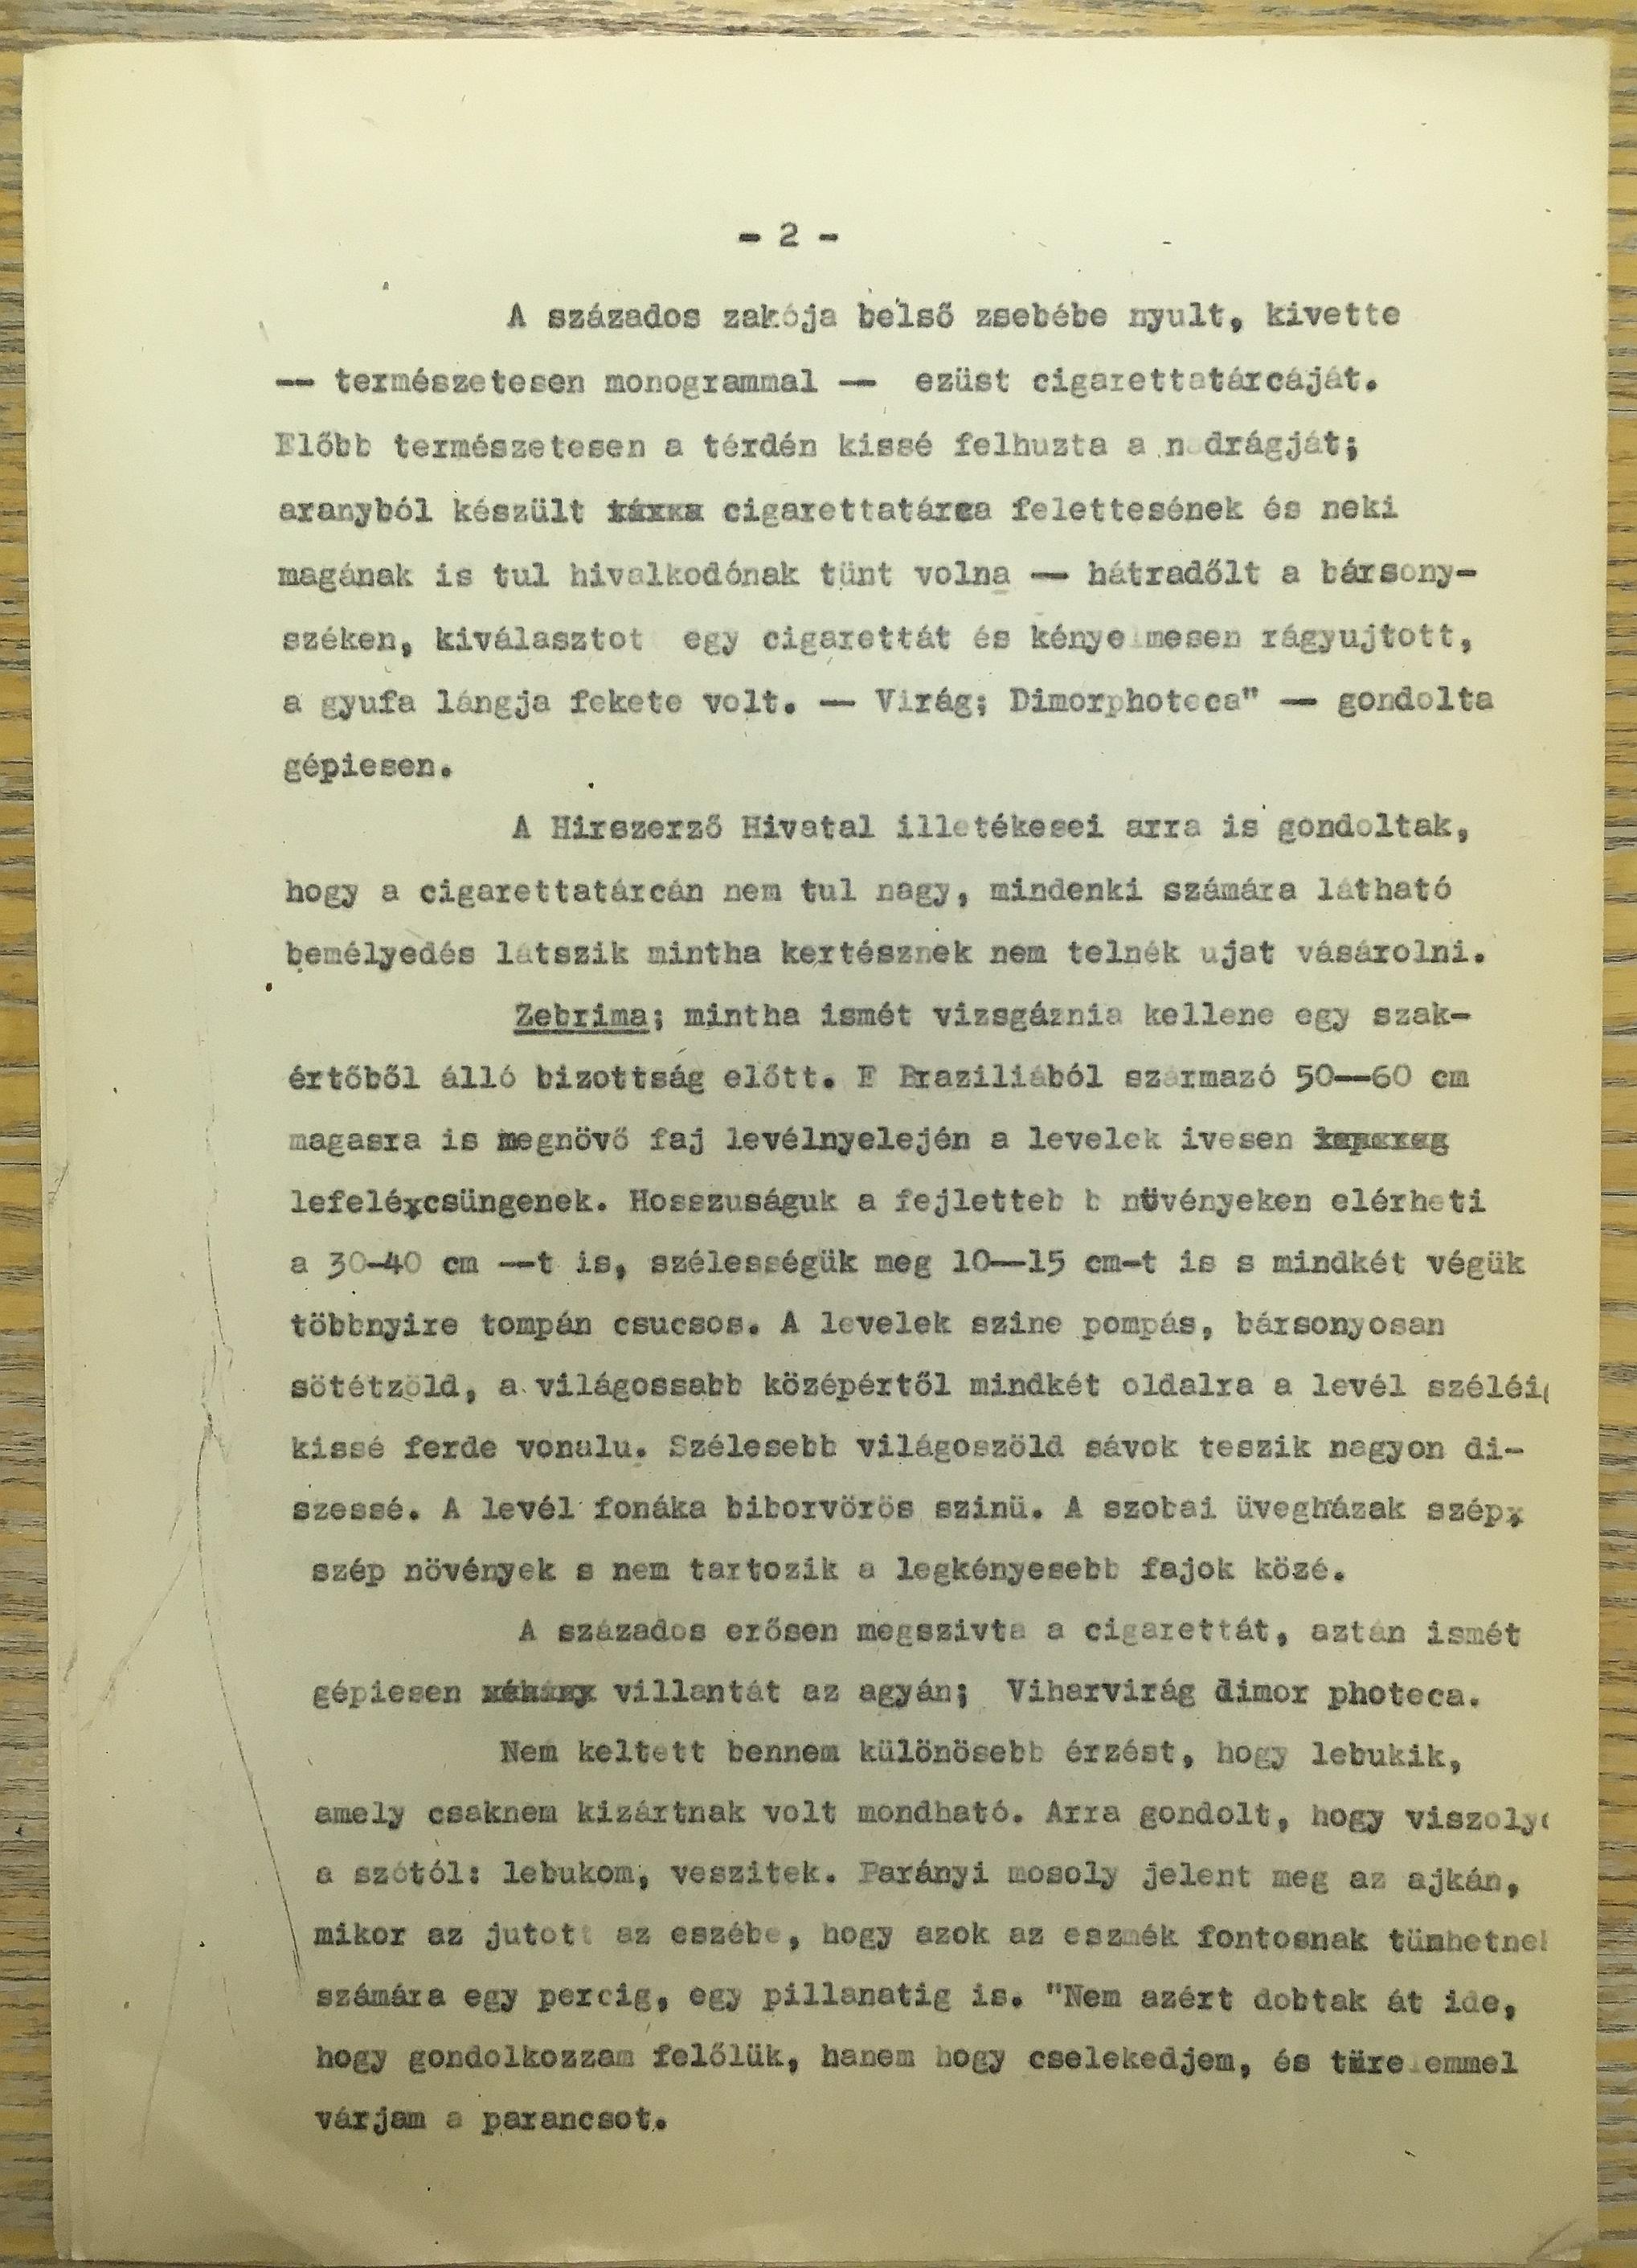 - 2 -
A százados zakója belső zsebébe nyult, kivette
-- természetesen monogrammal -- ezüst cigarettatárcáját.
Előbb természetesen a térdén kissé felhuzta a nadrágját;
aranyból készült cigarettatárca felettesének és neki
magának is tul hivalkodónak tünt volna -- hátradőlt a bársony-
széken, kiválasztot egy cigarettát és kényelmesen rágyujtott,
a gyufa lángja fekete volt. -- Virág; Dimorphoteca" -- gondolta
gépiesen.
A Hirszerző Hivatal illetékesei arra is gondoltak,
hogy a cigarettatárcán nem tul nagy, mindenki számára látható
bemélyedés látszik mintha kertésznek nem telnék ujat vásárolni.
Zebrima; mintha ismét vizsgáznia kellene egy szak-
értőből álló bizottság előtt. E Braziliából származó 50--60 cm
magasra is megnövő faj levélnyelején a levelek ivesen
lefelé csüngenek. Hosszuságuk a fejletteb b növényeken elérheti
a 30-40 cm --t is, szélességük meg 10--15 cm-t is s mindkét végük
többnyire tompán csucsos. A levelek szine pompás, bársonyosan
sötétzöld, a világossabb középértől mindkét oldalra a levél széléi
kissé ferde vonalu. Szélesebb világoszöld sávok teszik nagyon di-
szessé. A levél fonáka biborvörös szinü. A szobai üvegházak szép
szép növények s nem tartozik a legkényesebb fajok közé.
A százados erősen megszivta a cigarettát, aztán ismét
gépiesen villantát az agyán; Viharvirág dimor photeca.
Nem keltett bennem különösebb érzést, hogy lebukik,
amely csaknem kizártnak volt mondható. Arra gondolt, hogy viszoly
a szótól: lebukom, veszitek. Parányi mosoly jelent meg az ajkán,
mikor az jutott az eszébe, hogy azok az eszmék fontosnak tünhetnek
számára egy percig, egy pillanatig is. "Nem azért dobtak át ide,
hogy gondolkozzam felőlük, hanem hogy cselekedjem, és türelemmel
várjam a parancsot.